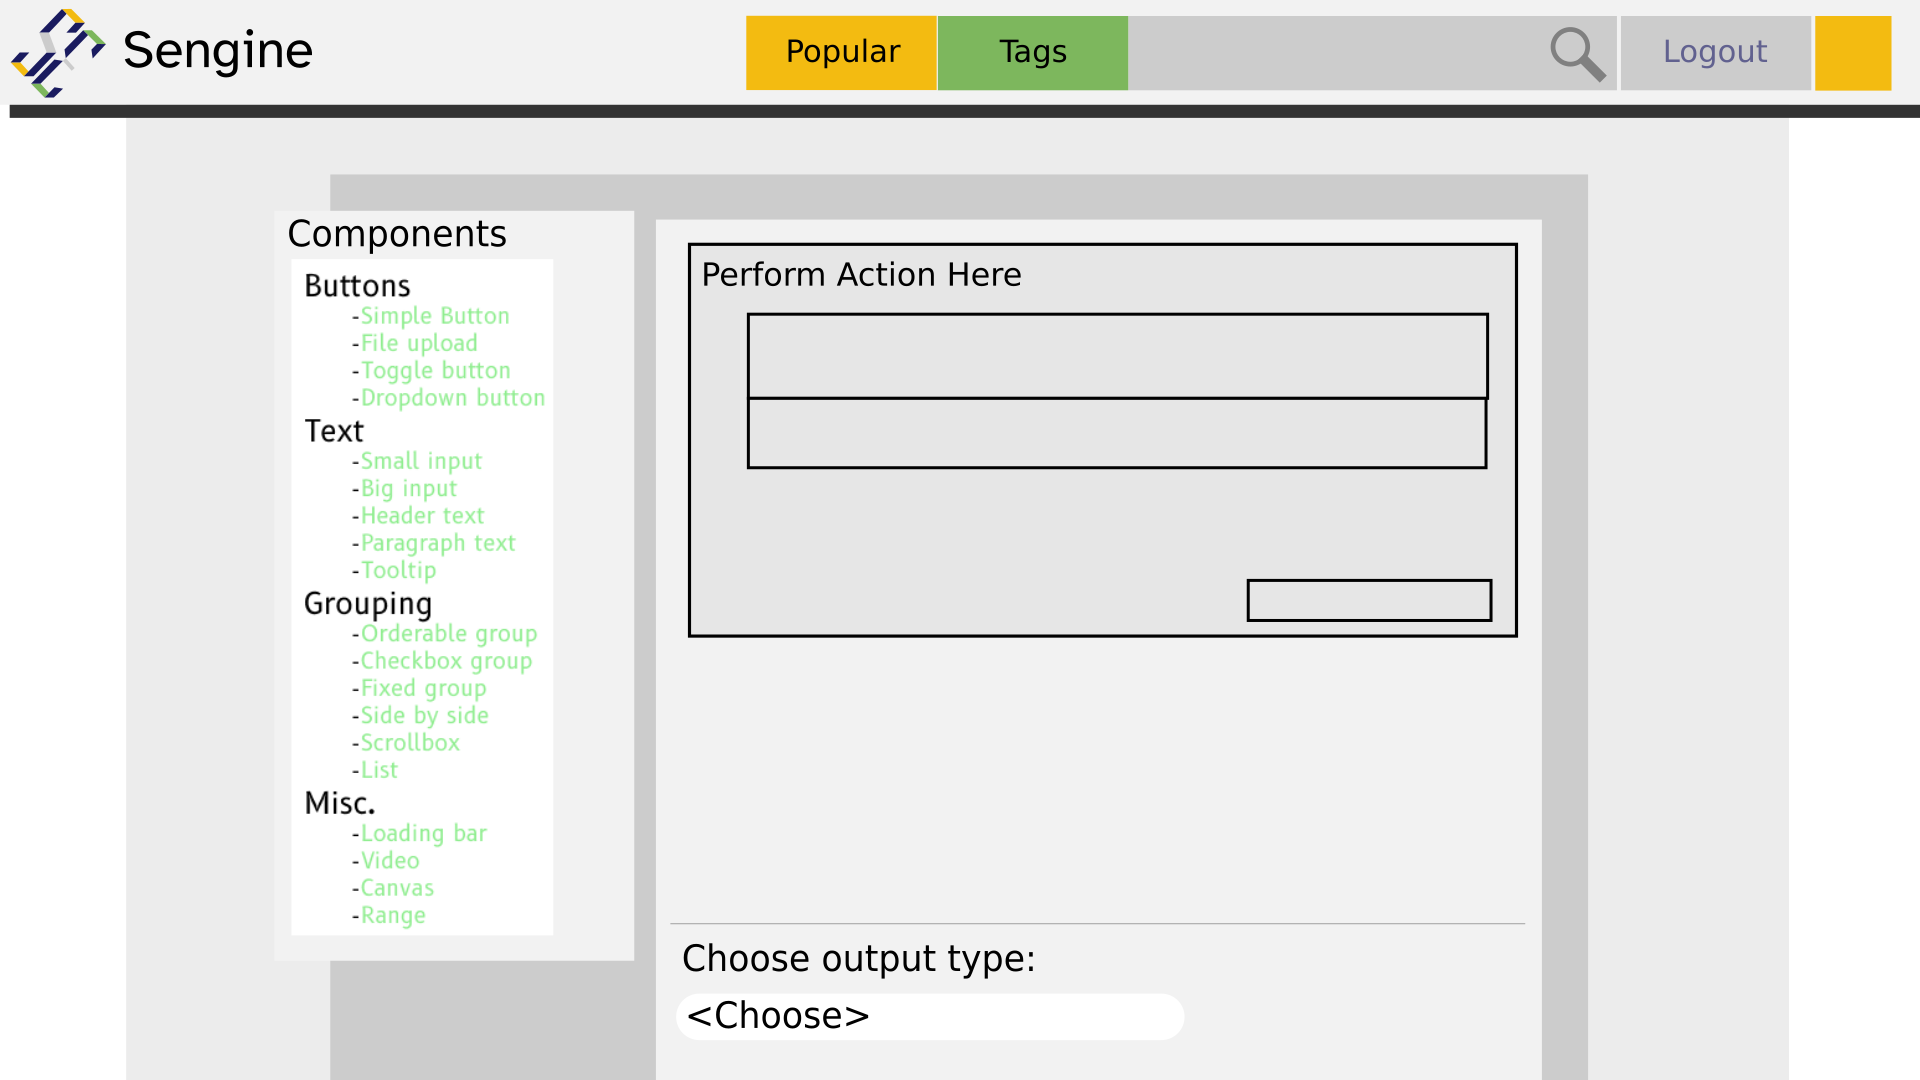 Sengine
Popular
Tags
Logout
Components
Buttons
-Simple Button
-File upload
-Toggle button
-Dropdown button
Text
-Small input
-Big input
-Header text
-Paragraph text
-Tooltip
Grouping
-Orderable group
-Checkbox group
-Fixed group
-Side by side
-Scrollbox
-List
Misc.
-Loading bar
-Video
-Canvas
-Range
Perform Action Here
Choose output type:
<Choose>